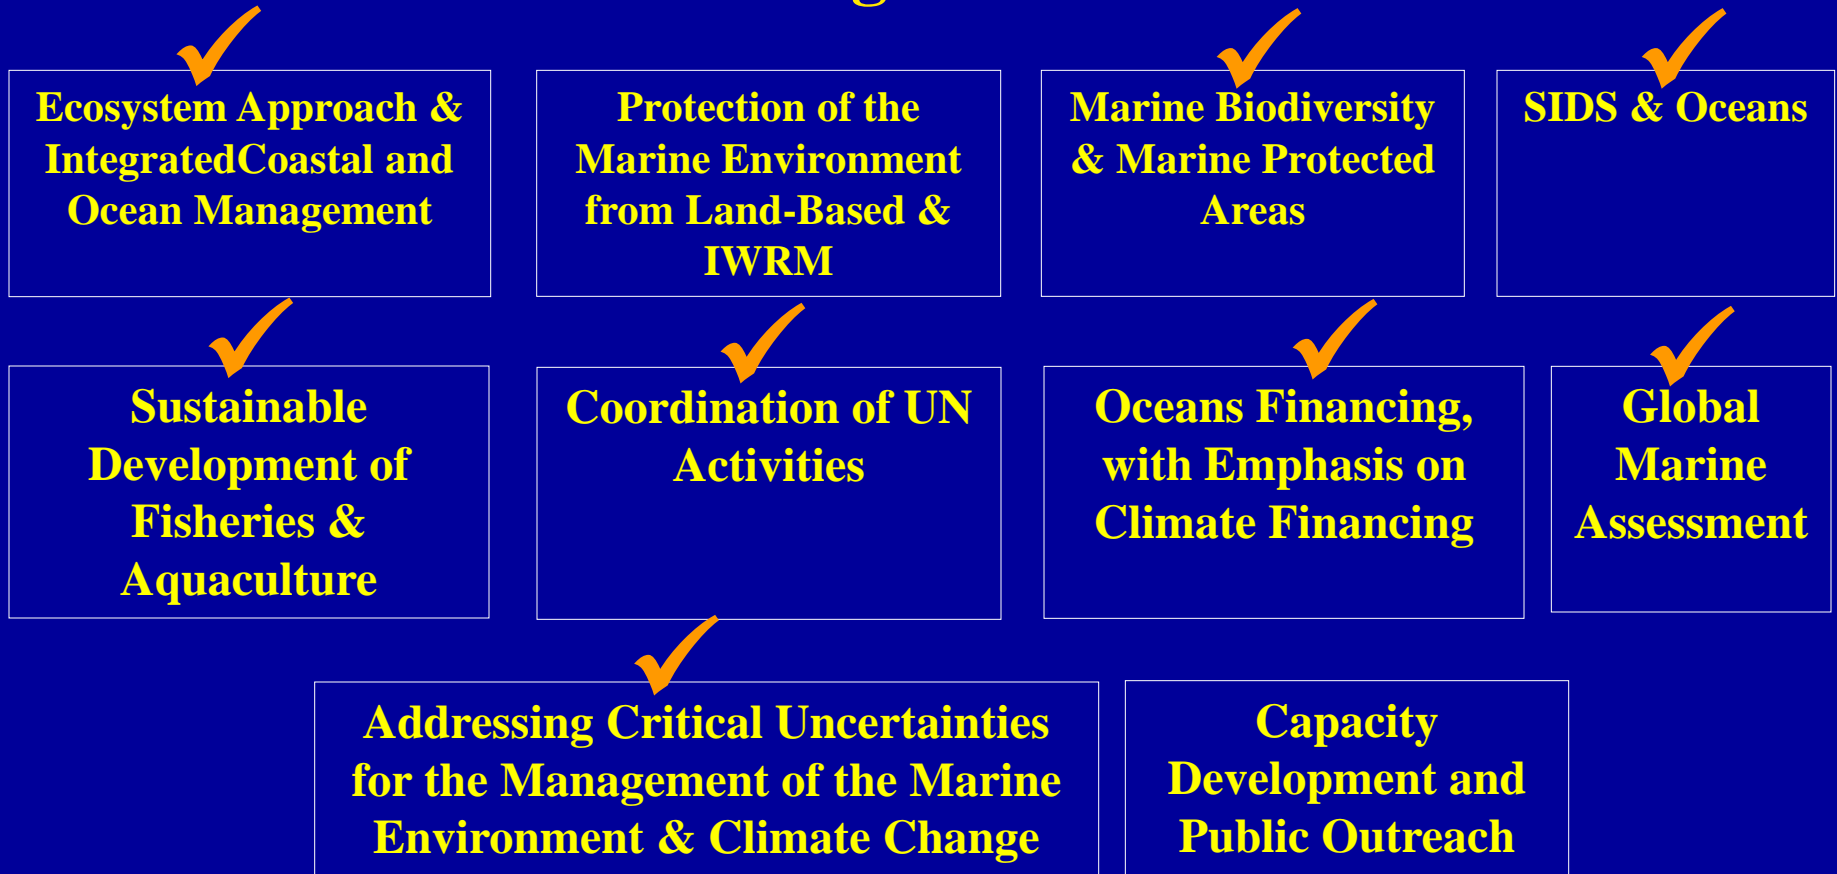 Ecosystem Approach &
IntegratedCoastal and
Ocean Management
Protection of the
Marine Environment
from Land-Based &
IWRM
Marine Biodiversity
& Marine Protected
Areas
SIDS & Oceans
Sustainable
Development of
Fisheries &
Aquaculture
Coordination of UN
Activities
Oceans Financing,
with Emphasis on
Climate Financing
Global
Marine
Assessment
Addressing Critical Uncertainties
for the Management of the Marine
Environment & Climate Change
Capacity
Development and
Public Outreach